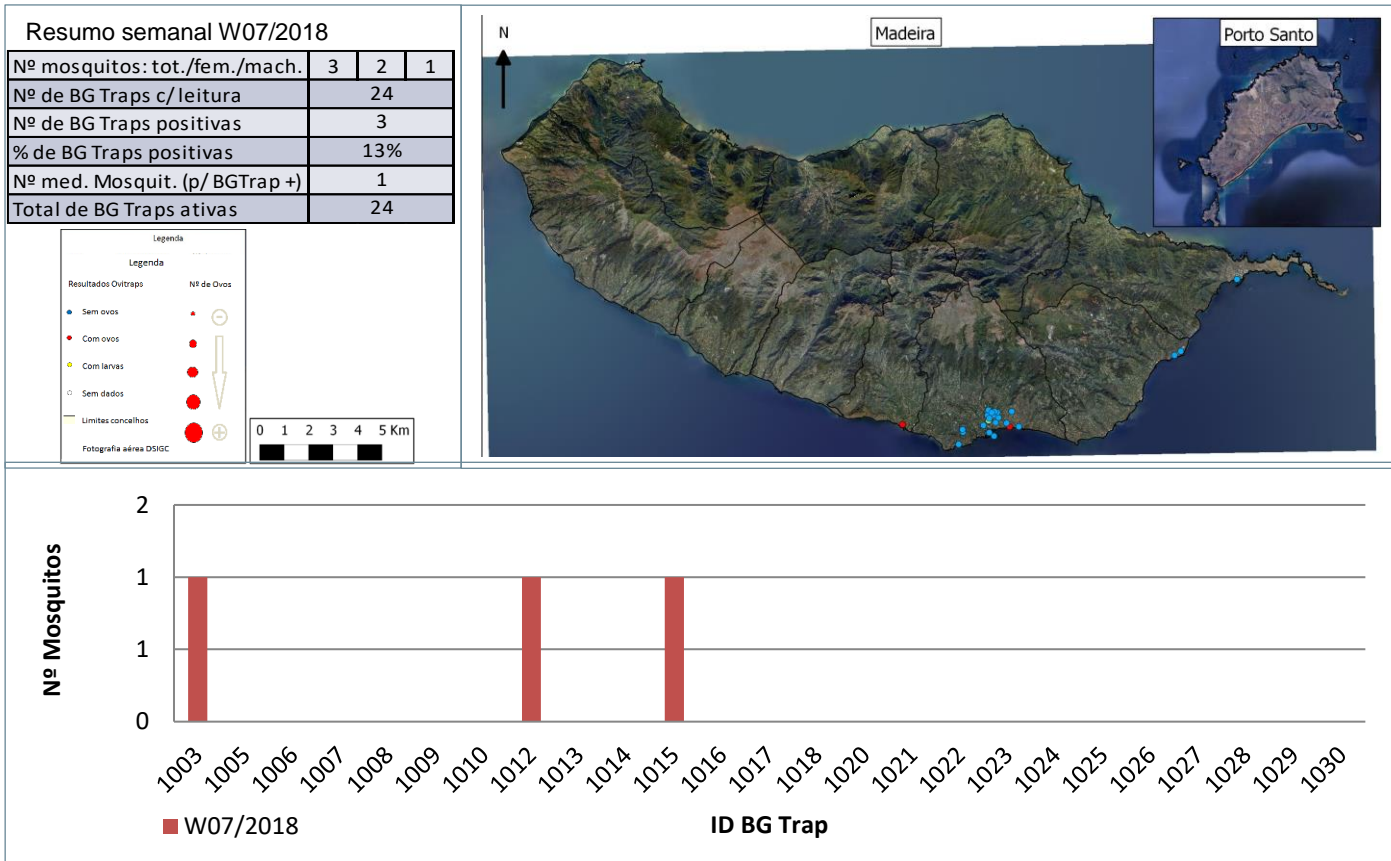 Resumo semanal W07/2018
Nº mosquitos: tot./fem./mach. 3 2 1
Nº de BG Traps c/ leitura 24
Nº de BG Traps positivas 3
% de BG Traps positivas 13%
Nº med. Mosquit. (p/ BGTrap +) 1
Total de BG Traps ativas 24
Legenda
Legenda
Resultados Ovitraps Nº de Ovos
Sem ovos
Com ovos
Com larvas
Sem dados
Limites concelhos
Fotografia aérea DSIGC
0 1 2 3 4 5 Km
N
Madeira
Porto Santo
Nº Mosquitos
2
1
1
0
1003 1005 1006 1007 1008 1009 1010 1012 1013 1014 1015 1016 1017 1018 1020 1021 1022 1023 1024 1025 1026 1027 1028 1029 1030
W07/2018
ID BG Trap